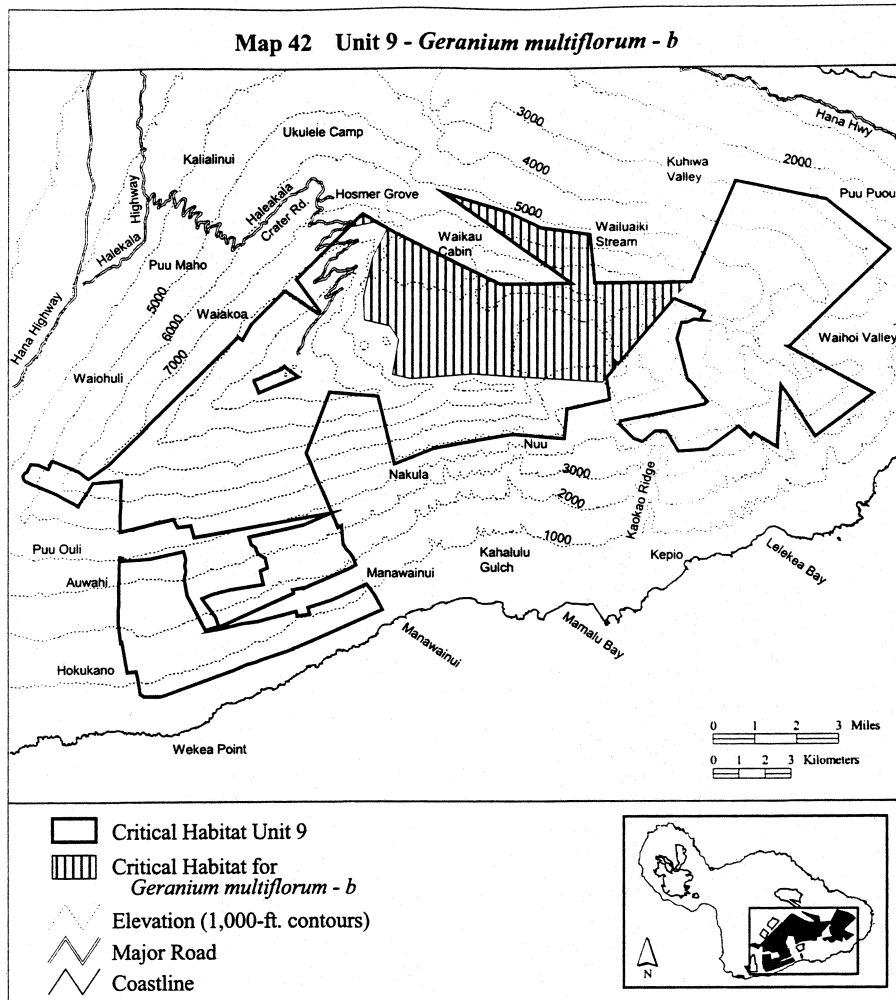 Map 42 Unit 9 - Geranium multiflorum - b
Hana Hwy
3000
Ukulele Camp
Kalialinui
4000
Kuhiwa
Valley
2000
Highway
Haleakala
Crater Rd.
Hosmer Grove
5000
Puu Puou
Waikau
Cabin
Wailuaiki
Stream
Halekala
Puu Maho
5000
6000
7000
Waiakoa
Hana Highway
Waihoi Valley
Waiohuli
Nuu
Nakula
3000
2000
1000
Kaokao Ridge
Puu Ouli
Auwahi
Manawainui
Kahalulu
Gulch
Kepio
Lelekea Bay
Manawainui
Mamalu Bay
Hokukano
Wekea Point
0 1 2 3 Miles
0 1 2 3 Kilometers
Critical Habitat Unit 9
Critical Habitat for
Geranium multiflorum - b
Elevation (1,000-ft. contours)
Major Road
Coastline
N